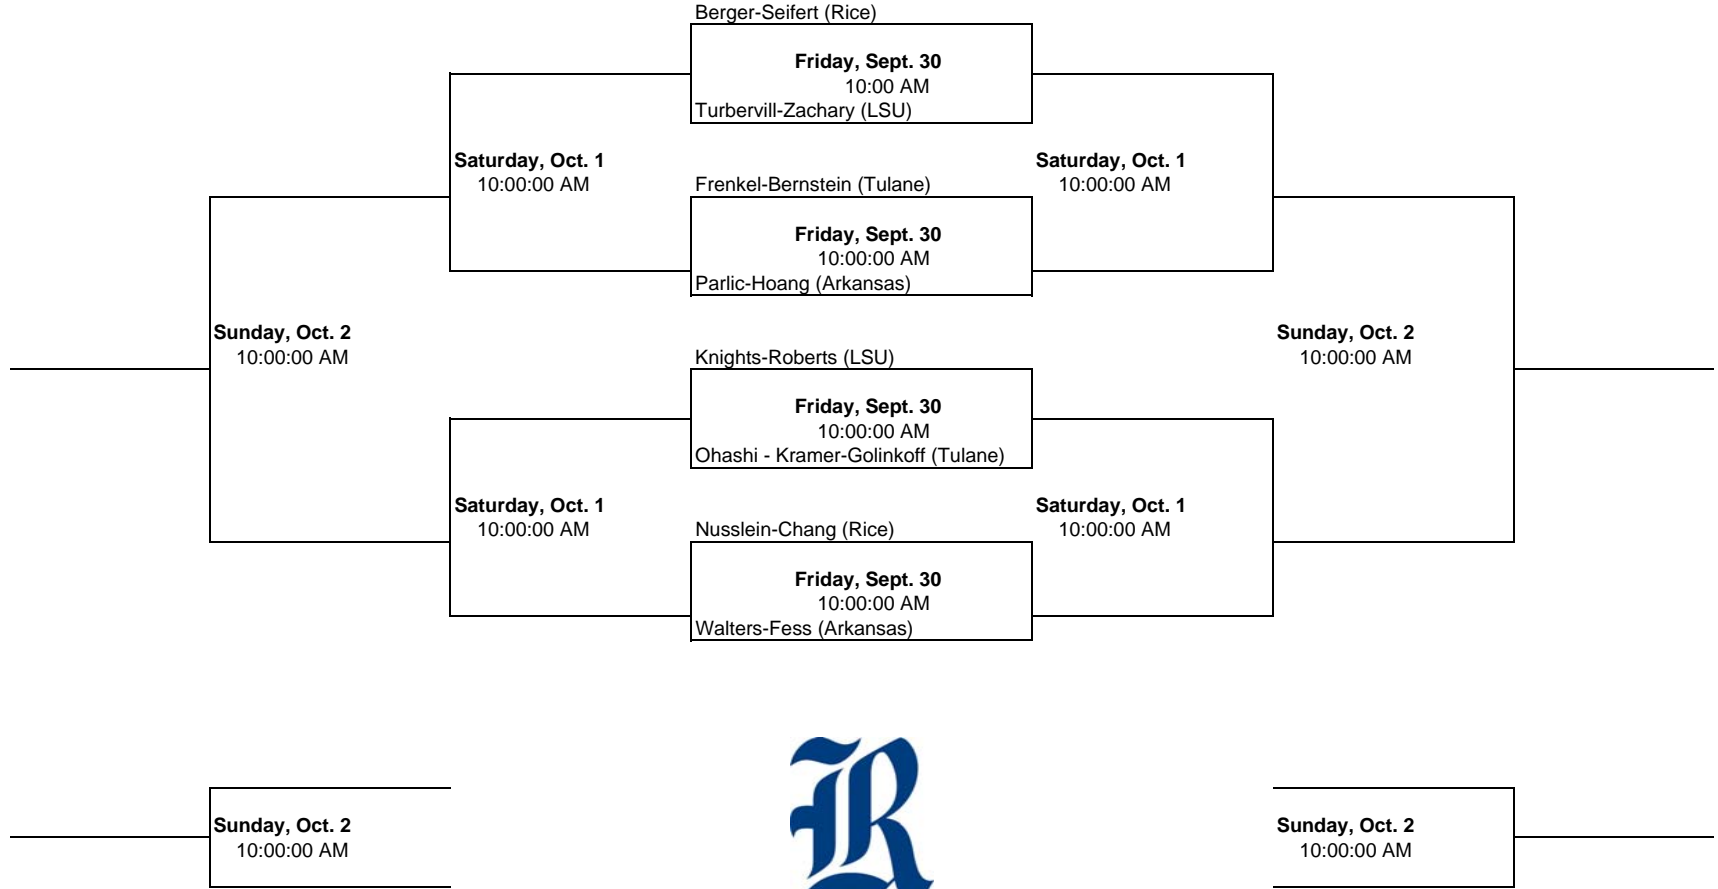 Berger-Seifert (Rice)
Friday, Sept. 30
10:00 AM
Turbervill-Zachary (LSU)
Saturday, Oct. 1
10:00:00 AM
Saturday, Oct. 1
10:00:00 AM
Frenkel-Bernstein (Tulane)
Friday, Sept. 30
10:00:00 AM
Parlic-Hoang (Arkansas)
Sunday, Oct. 2
10:00:00 AM
Sunday, Oct. 2
10:00:00 AM
Knights-Roberts (LSU)
Friday, Sept. 30
10:00:00 AM
Ohashi - Kramer-Golinkoff (Tulane)
Saturday, Oct. 1
10:00:00 AM
Saturday, Oct. 1
10:00:00 AM
Nusslein-Chang (Rice)
Friday, Sept. 30
10:00:00 AM
Walters-Fess (Arkansas)
R
Sunday, Oct. 2
10:00:00 AM
Sunday, Oct. 2
10:00:00 AM